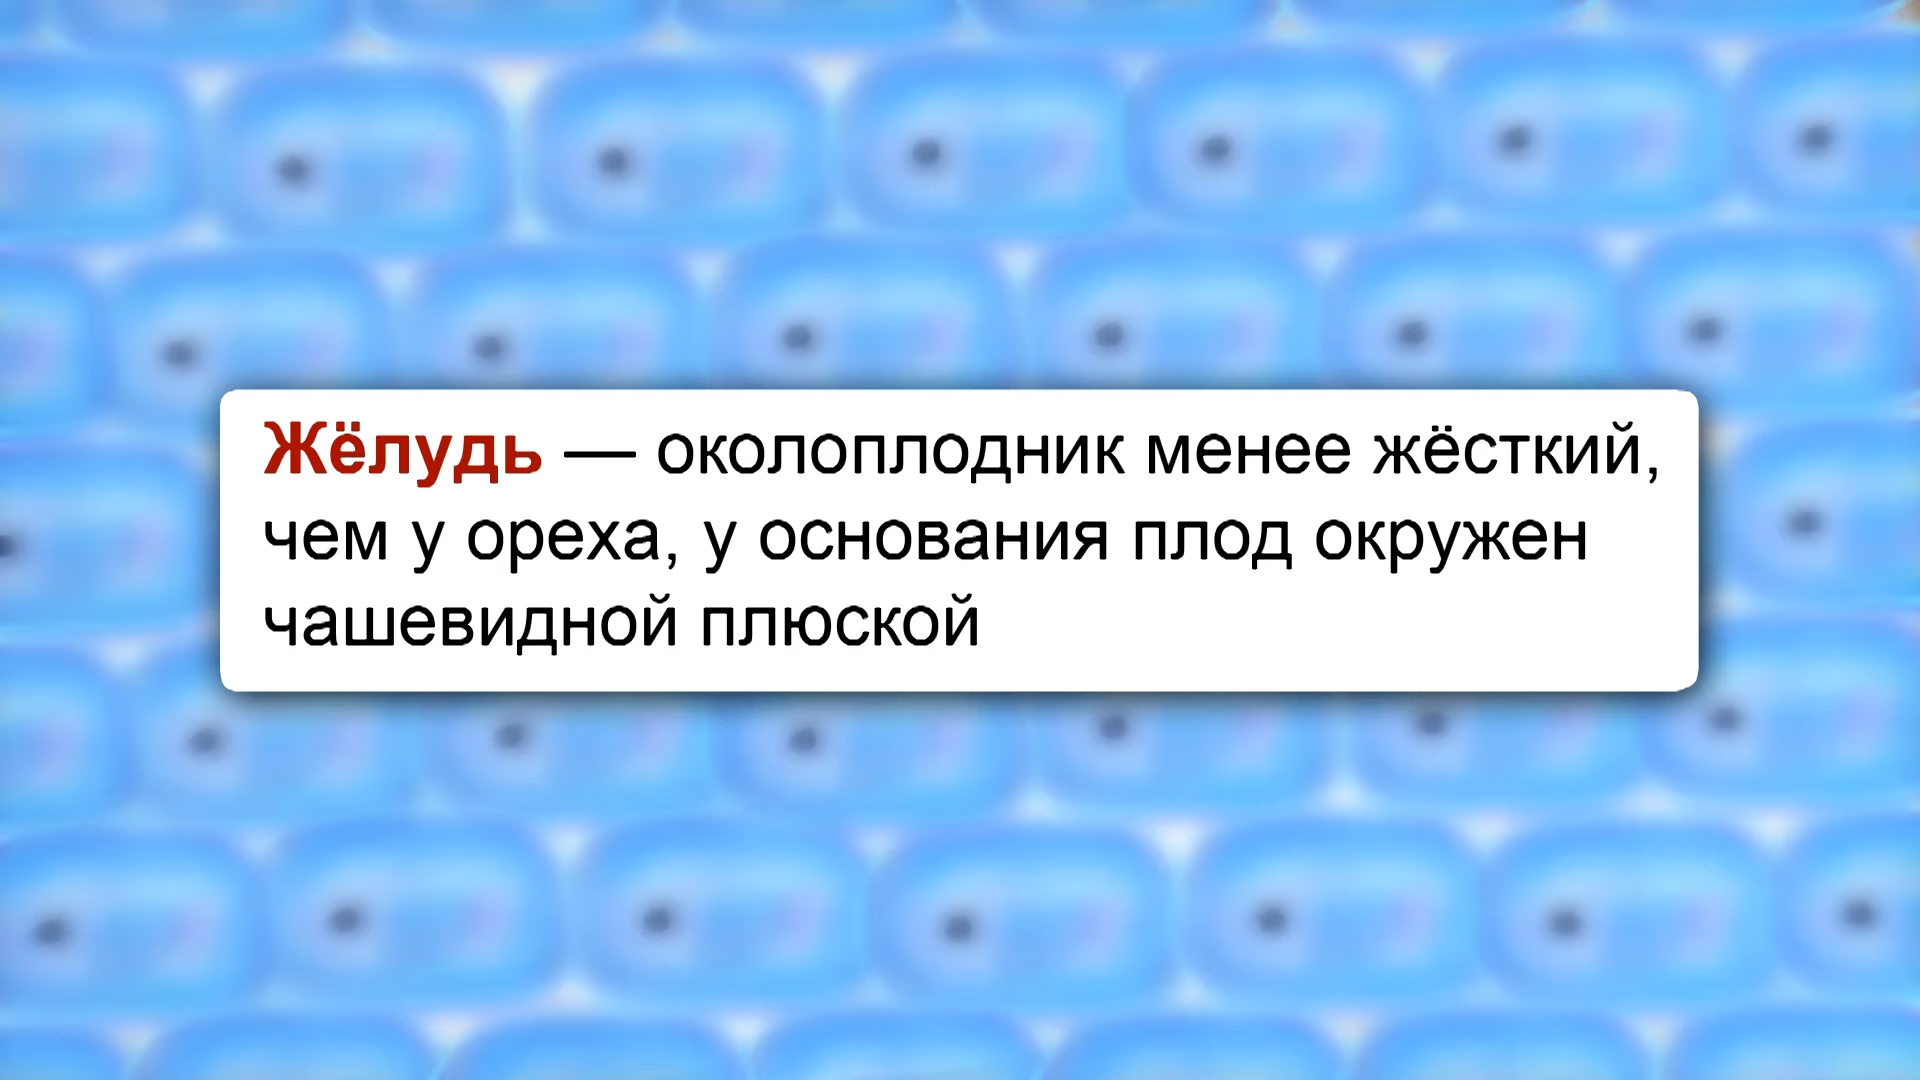 Жёлудь — околоплодник менее жёсткий,
чем у ореха, у основания плод окружен
чашевидной плюской